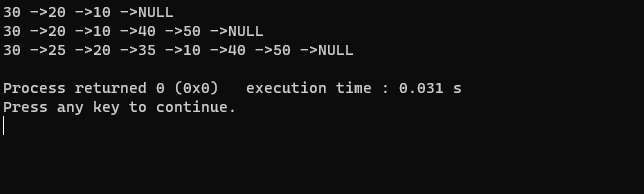 30 ->20 ->10 ->NULL
30 ->20 ->10 ->40 ->50 ->NULL
30 ->25 ->20 ->35 ->10 ->40 ->50 ->NULL
Process returned 0 (0x0)   execution time : 0.031 s
Press any key to continue.